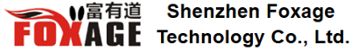 富有道
FOXAGE
Shenzhen Foxage
Technology Co., Ltd.